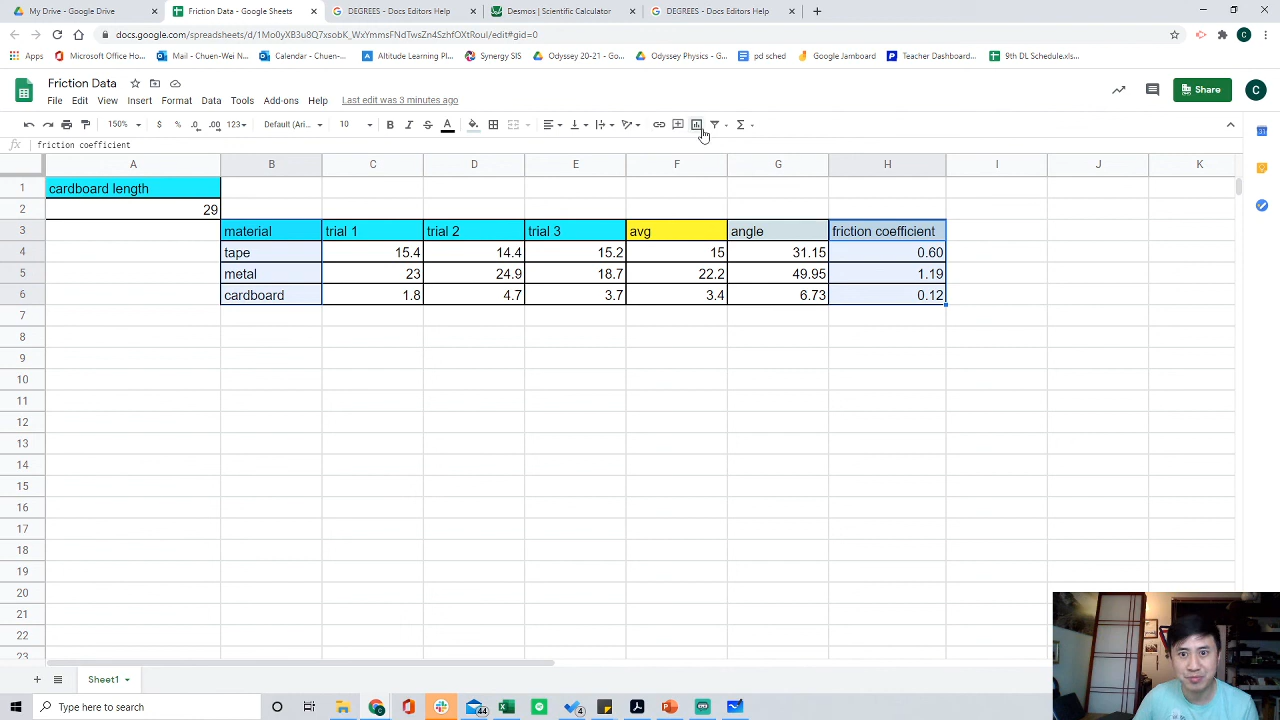 My Drive - Google Drive
Friction Data - Google Sheets
DEGREES - Docs Editors Help
Desmos | Scientific Calculator
DEGREES - Docs Editors Help
docs.google.com/spreadsheets/d/1Mo0yXB3u8Q7xsobK_WxYnmsFNdTwsZn4SzhfOXtRouI/edit#gid=0
Microsoft Office Ho...
Mail - Chuen-Wei N...
Calendar - Chuen-...
Altitude Learning Pl...
Synergy SIS
Odyssey 20-21 - Go...
Odyssey Physics - G...
pd sched
Google Jamboard
Teacher Dashboard...
9th DL Schedule.xls...
Friction Data
Share
C
File Edit View Insert Format Data Tools Add-ons Help Last edit was 3 minutes ago
150% $ % .0 .00 123 Default (Ari... 10 B I S A
fx friction coefficient
A B C D E F G H I J K
1 cardboard length
2 29
3 material trial 1 trial 2 trial 3 avg angle friction coefficient
4 tape 15.4 14.4 15.2 15 31.15 0.60
5 metal 23 24.9 18.7 22.2 49.95 1.19
6 cardboard 1.8 4.7 3.7 3.4 6.73 0.12
7
8
9
10
11
12
13
14
15
16
17
18
19
20
21
22
23
Sheet1
Type here to search
44
4